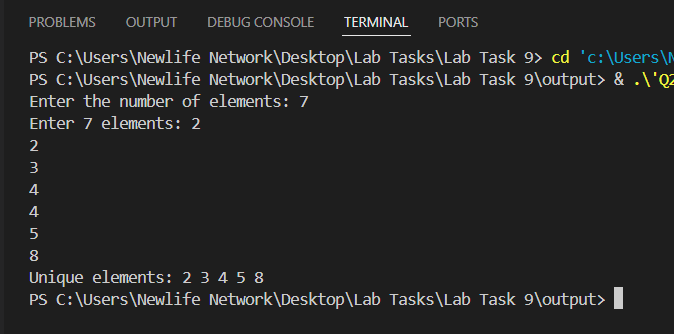 PROBLEMS OUTPUT DEBUG CONSOLE TERMINAL PORTS
PS C:\Users\Newlife Network\Desktop\Lab Tasks\Lab Task 9> cd 'c:\Users\N
PS C:\Users\Newlife Network\Desktop\Lab Tasks\Lab Task 9\output> & .\'Q2
Enter the number of elements: 7
Enter 7 elements: 2
2
3
4
4
5
8
Unique elements: 2 3 4 5 8
PS C:\Users\Newlife Network\Desktop\Lab Tasks\Lab Task 9\output>